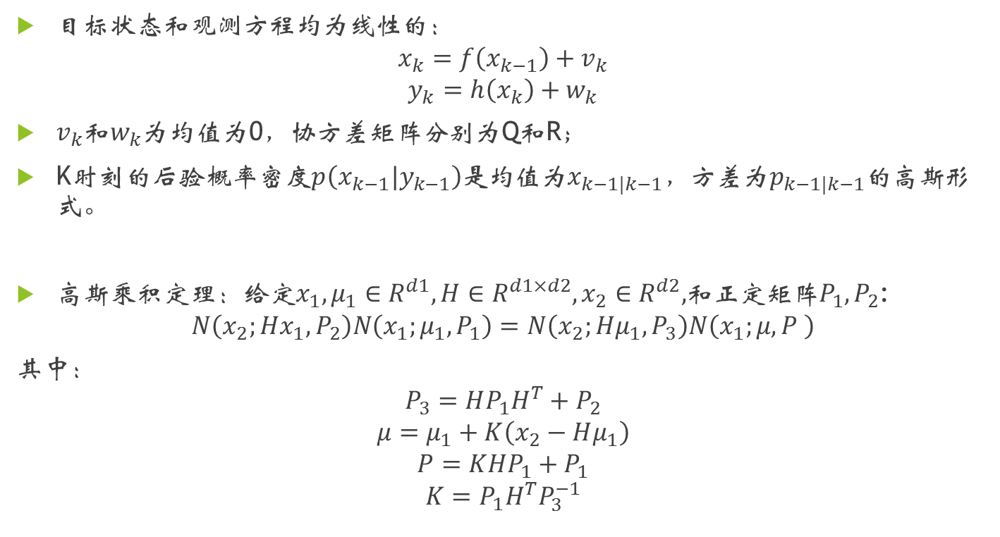 ▶ 目标状态和观测方程均为线性的：
$x_k = f(x_{k-1}) + v_k$
$y_k = h(x_k) + w_k$
▶ $v_k$和$w_k$为均值为0，协方差矩阵分别为Q和R；
▶ K时刻的后验概率密度$p(x_{k-1}|y_{k-1})$是均值为$x_{k-1|k-1}$，方差为$p_{k-1|k-1}$的高斯形
式。
▶ 高斯乘积定理：给定$x_1, \mu_1 \in R^{d1}, H \in R^{d1 \times d2}, x_2 \in R^{d2}$,和正定矩阵$P_1, P_2$:
$N(x_2; Hx_1, P_2)N(x_1; \mu_1, P_1) = N(x_2; H\mu_1, P_3)N(x_1; \mu, P)$
其中：
$P_3 = HP_1H^T + P_2$
$\mu = \mu_1 + K(x_2 - H\mu_1)$
$P = KHP_1 + P_1$
$K = P_1H^TP_3^{-1}$